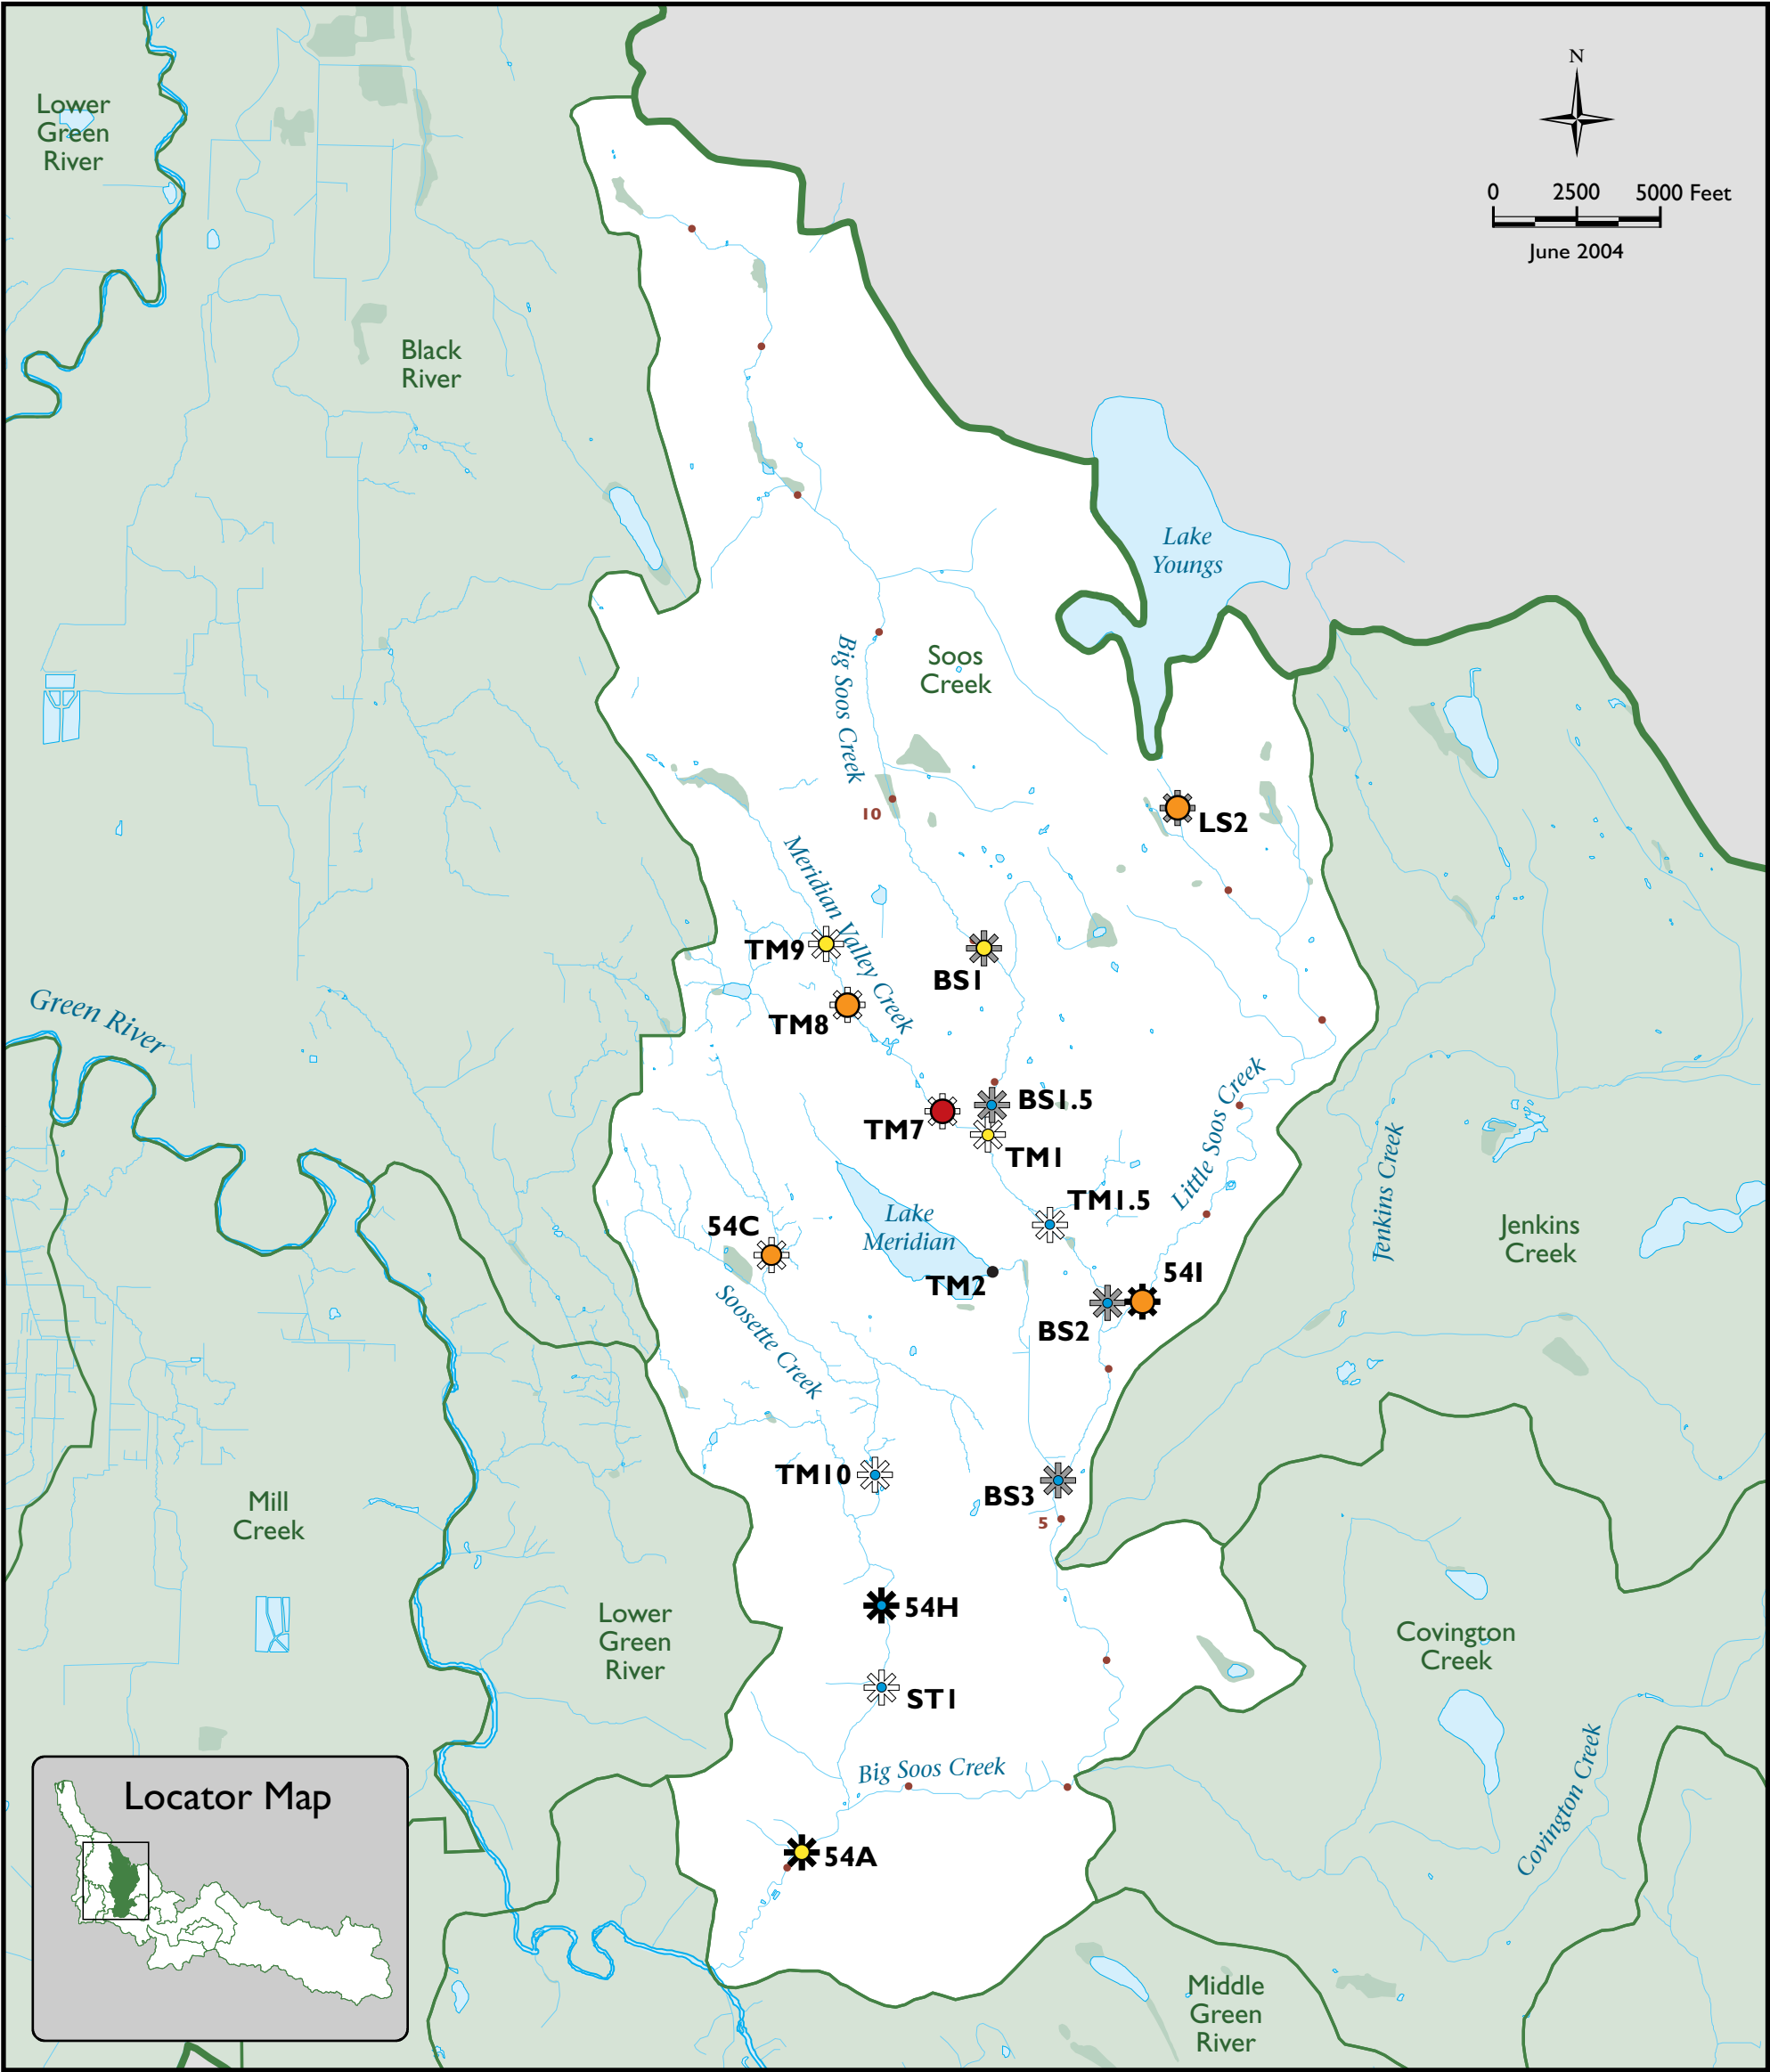 N
0 2500 5000 Feet
June 2004
Lower
Green
River
Black
River
Lake
Youngs
Big Soos Creek
Soos
Creek
10
LS2
Meridian Valley Creek
TM9
BS1
TM8
Green River
BS1.5
TM7
TM1
Little Soos Creek
Jenkins Creek
TM1.5
54C
Lake
Meridian
Jenkins
Creek
TM2
54I
Soosette Creek
BS2
TM10
BS3
5
Mill
Creek
54H
Lower
Green
River
Covington
Creek
ST1
Big Soos Creek
Covington Creek
Locator Map
54A
Middle
Green
River